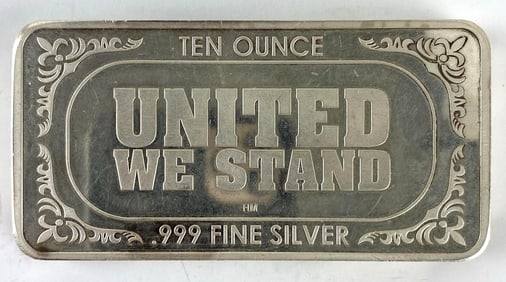 TEN OUNCE
UNITED
WE STAND
HM
.999 FINE SILVER